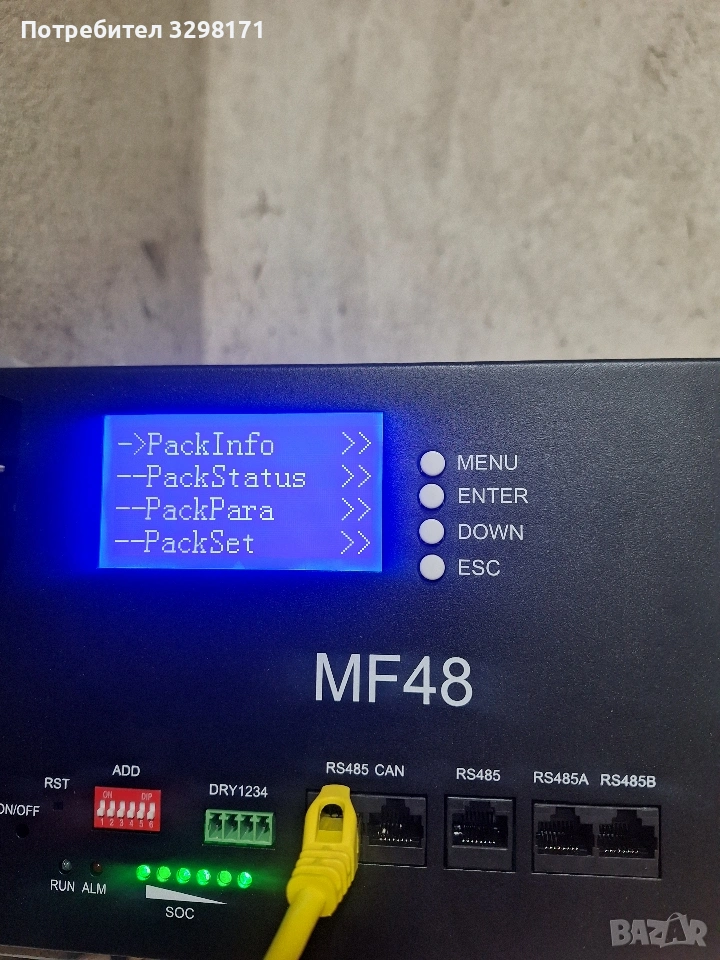 Потребител 3298171
->PackInfo >>
--PackStatus >>
--PackPara >>
--PackSet >>
MENU
ENTER
DOWN
ESC
MF48
RS485 CAN RS485 RS485A RS485B
ADD
RST
DRY1234
ON/OFF
ON DIP
1 2 3 4 5 6
RUN ALM
SOC
BAZAR